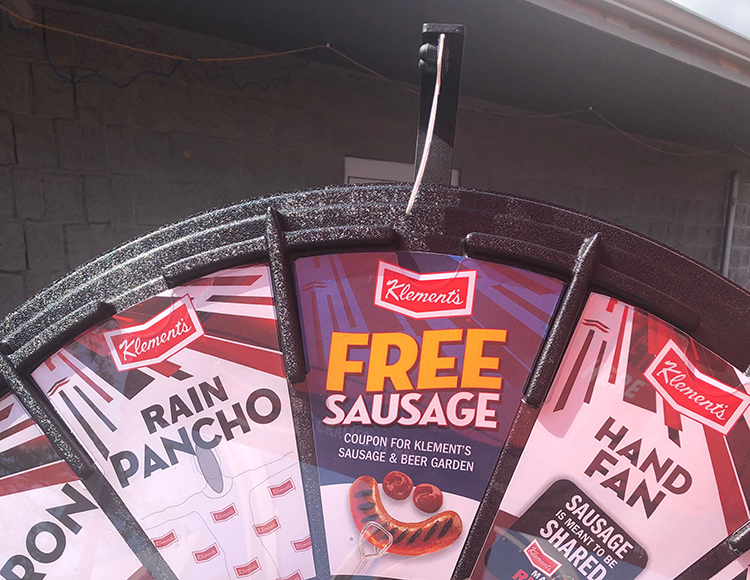 RON
Klement's
RAIN
PANCHO
Klement's
FREE
SAUSAGE
COUPON FOR KLEMENT'S
SAUSAGE & BEER GARDEN
Klement's
HAND
FAN
SAUSAGE
IS MEANT TO BE
SHARED
Klement's